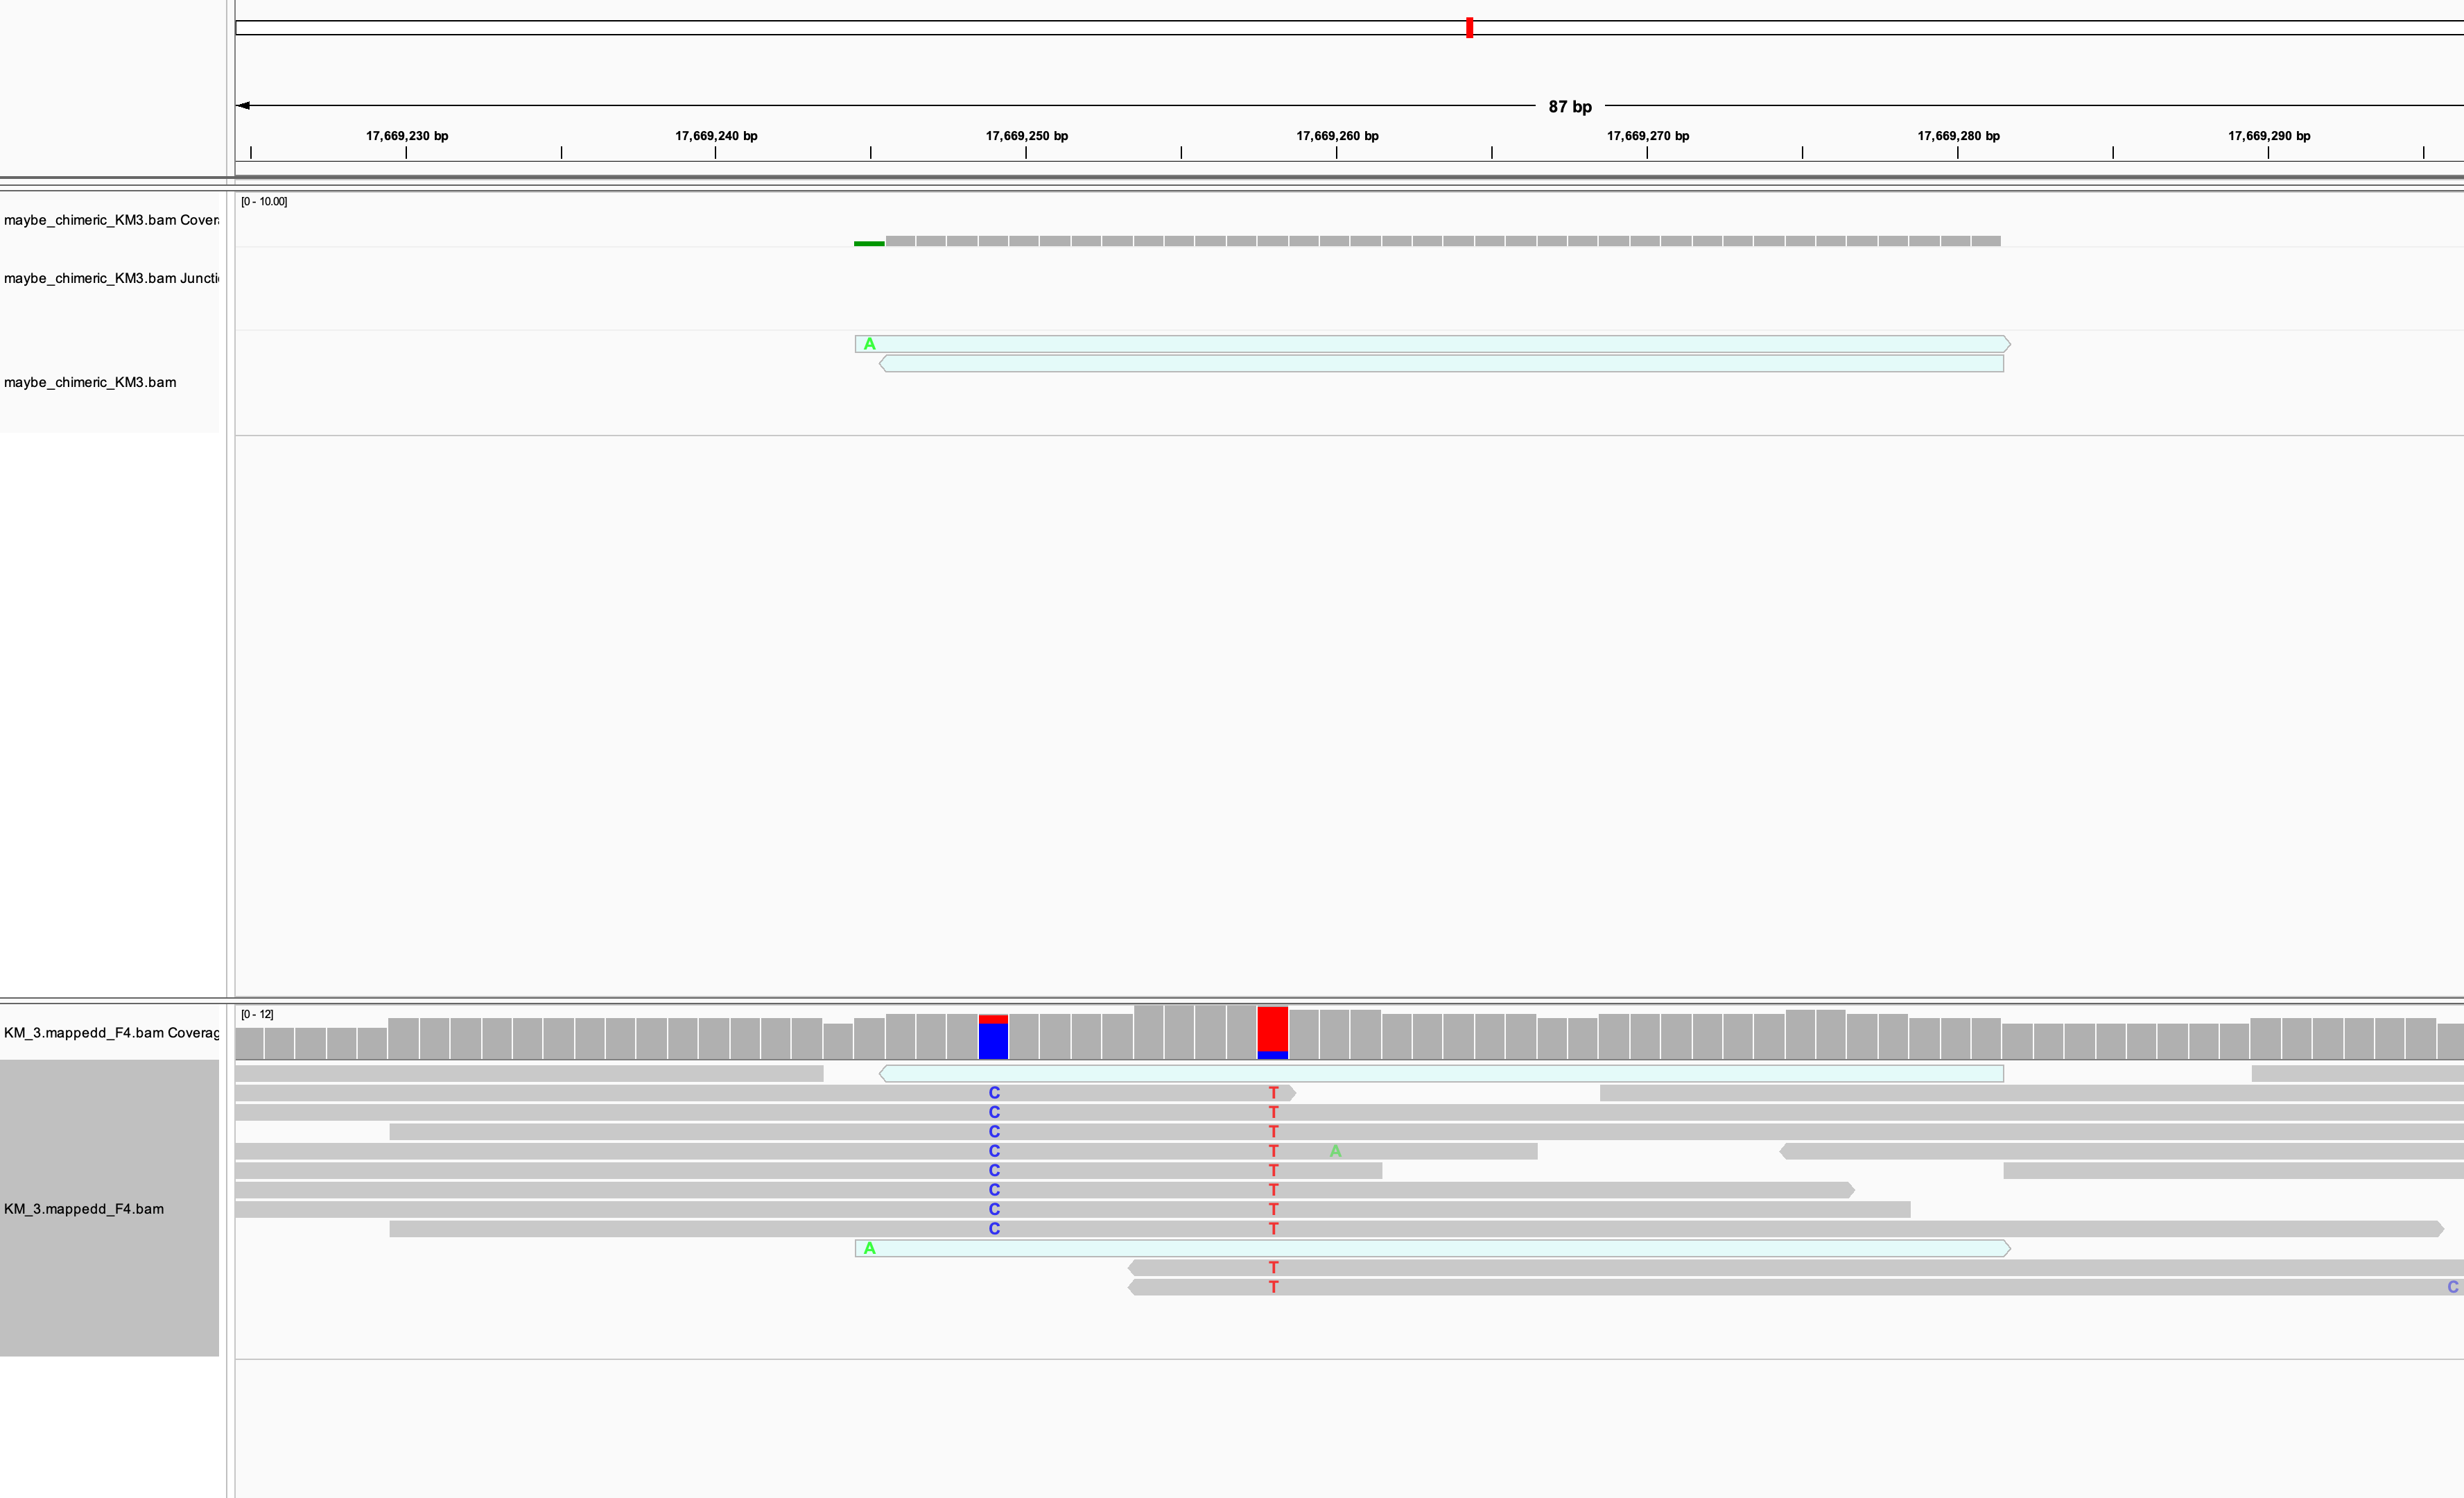 87 bp
17,669,230 bp 17,669,240 bp 17,669,250 bp 17,669,260 bp 17,669,270 bp 17,669,280 bp 17,669,290 bp
[0 - 10.00]
maybe_chimeric_KM3.bam Covera
maybe_chimeric_KM3.bam Junctio
A
maybe_chimeric_KM3.bam
[0 - 12]
KM_3.mappedd_F4.bam Coverag
C T
C T
C T
C T A
C T
C T
KM_3.mappedd_F4.bam
C T
C T
A
T
T C